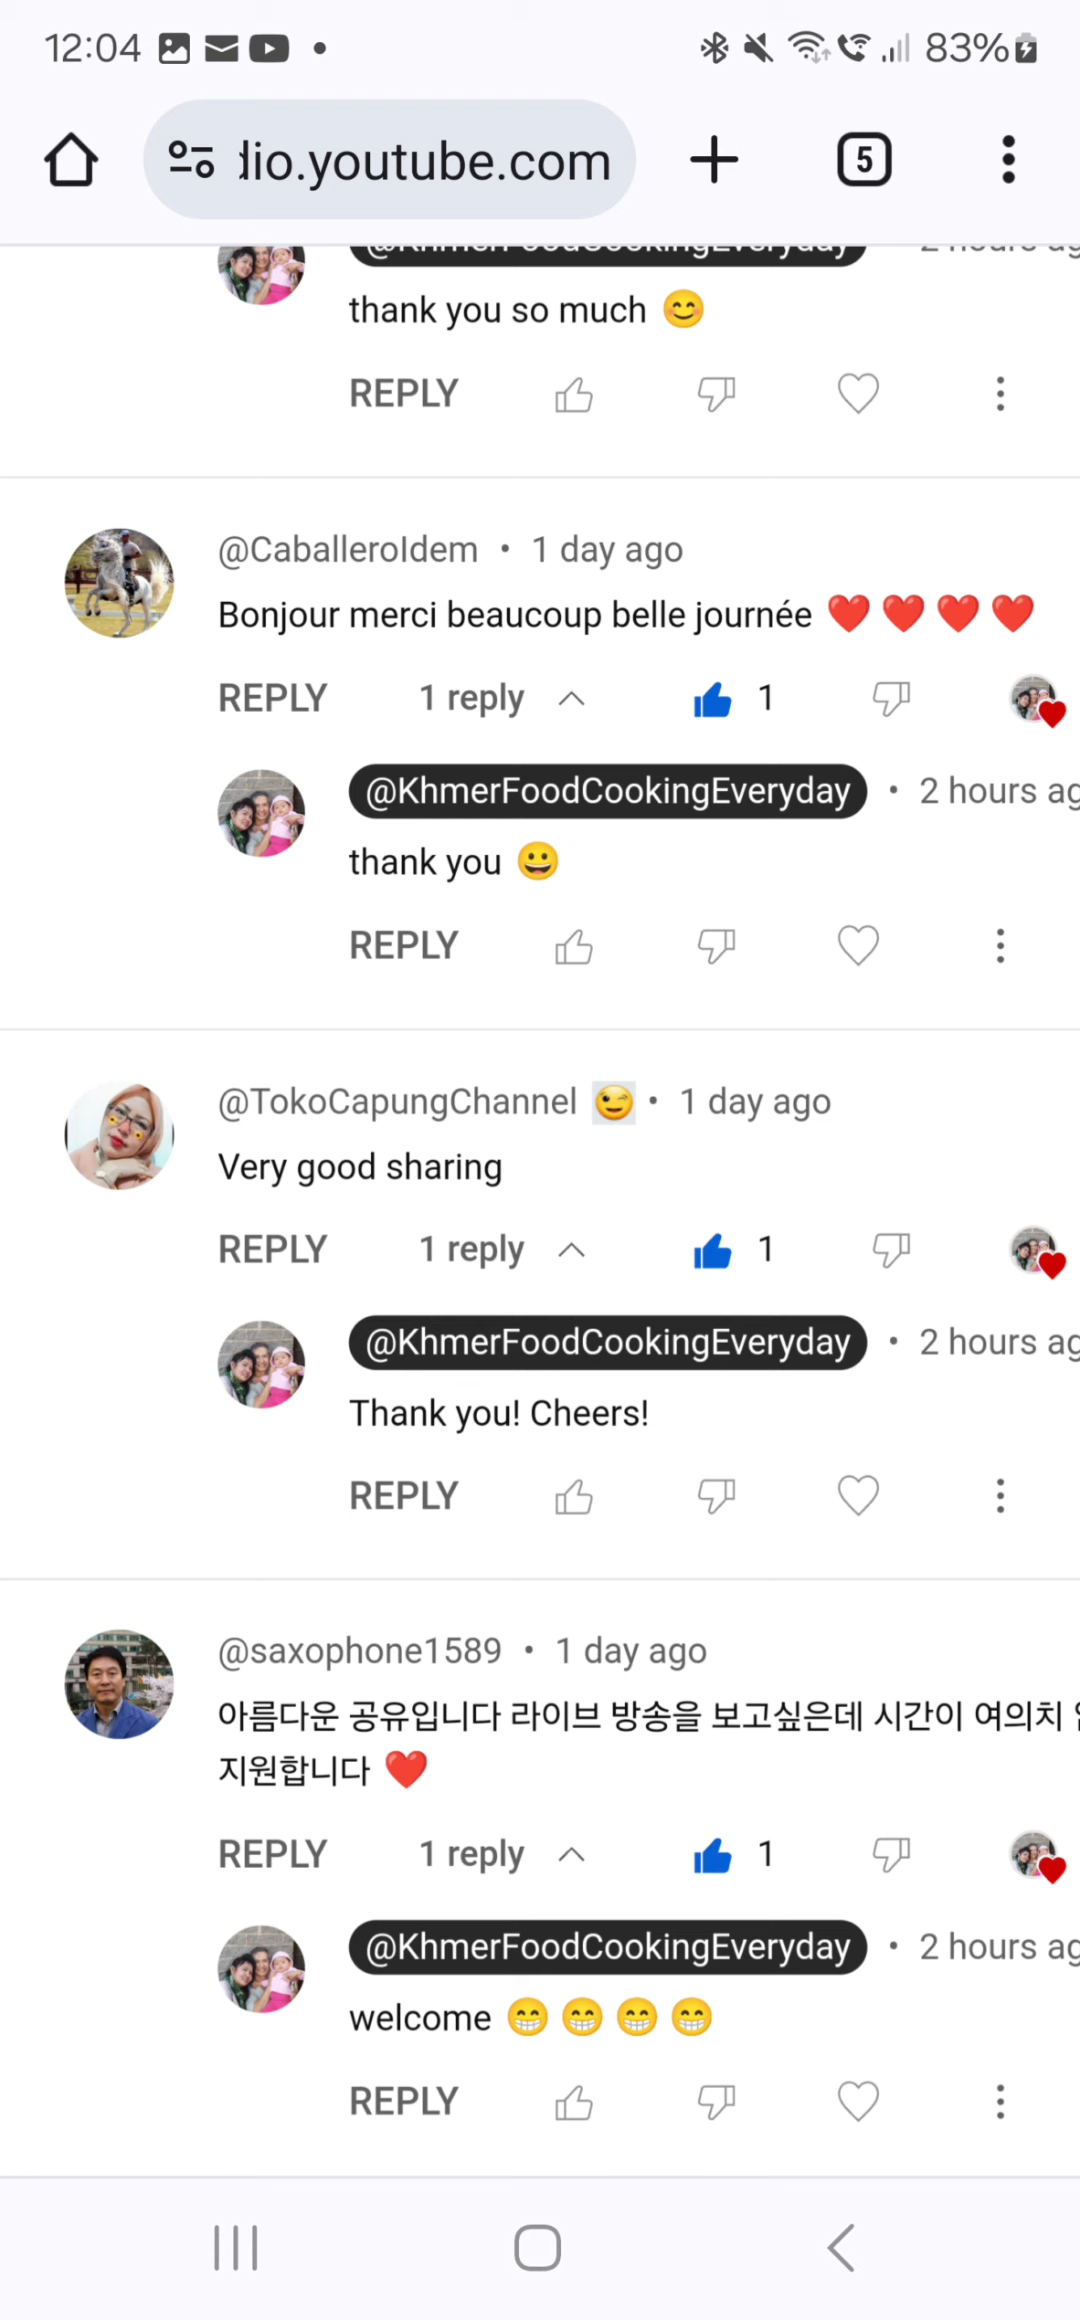 12:04 83%
dio.youtube.com 5
@KhmerFoodCookingEveryday 2 hours ag
thank you so much 😊
REPLY
@CaballeroIdem • 1 day ago
Bonjour merci beaucoup belle journée ❤️ ❤️ ❤️ ❤️
REPLY 1 reply 1
@KhmerFoodCookingEveryday • 2 hours ag
thank you 😀
REPLY
@TokoCapungChannel 😉 • 1 day ago
Very good sharing
REPLY 1 reply 1
@KhmerFoodCookingEveryday • 2 hours ag
Thank you! Cheers!
REPLY
@saxophone1589 • 1 day ago
아름다운 공유입니다 라이브 방송을 보고싶은데 시간이 여의치
지원합니다 ❤️
REPLY 1 reply 1
@KhmerFoodCookingEveryday • 2 hours ag
welcome 😁 😁 😁 😁
REPLY